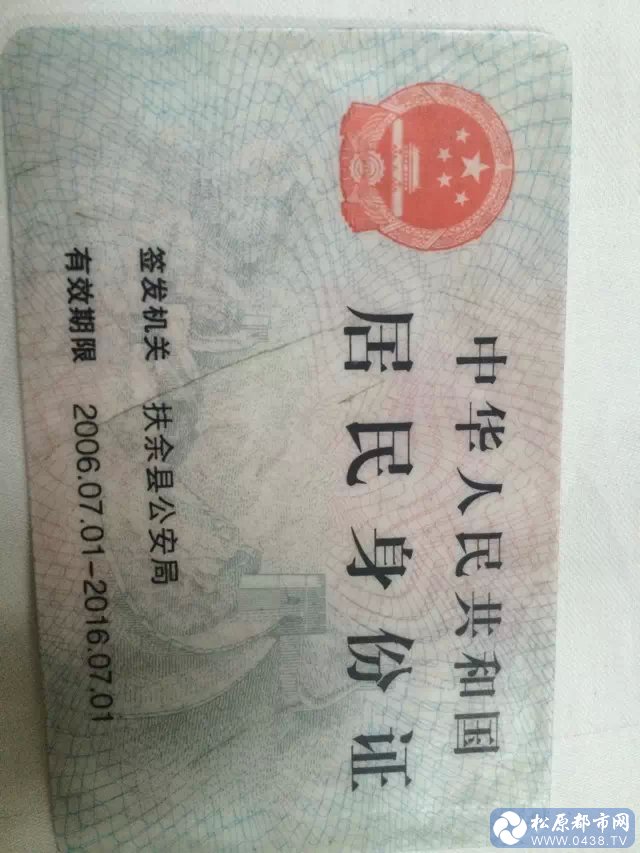 中华人民共和国
居民身份证
签发机关 扶余县公安局
有效期限 2006.07.01-2016.07.01
松原都市网
www.0438.TV